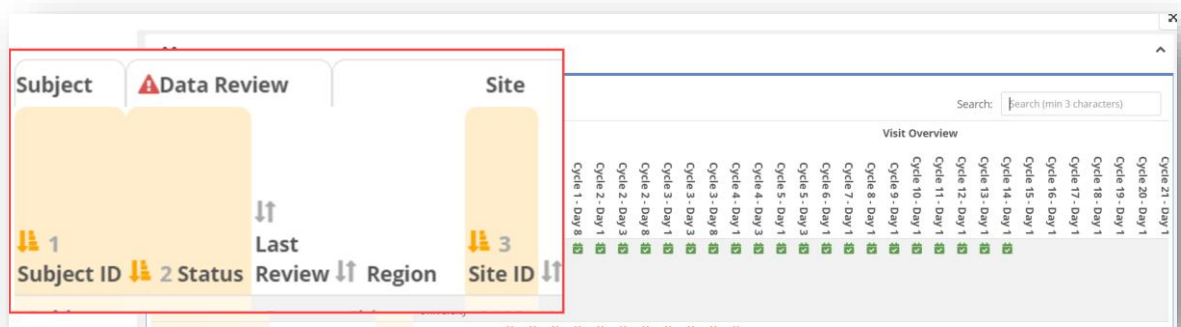 Subject
Data Review
Site
1
Subject ID
2 Status
Last
Review
Region
3
Site ID
Search: Search (min 3 characters)
Visit Overview
Cycle 1 - Day 8
Cycle 2 - Day 1
Cycle 2 - Day 3
Cycle 2 - Day 8
Cycle 3 - Day 1
Cycle 3 - Day 3
Cycle 3 - Day 8
Cycle 4 - Day 1
Cycle 4 - Day 3
Cycle 5 - Day 1
Cycle 5 - Day 3
Cycle 6 - Day 1
Cycle 7 - Day 1
Cycle 8 - Day 1
Cycle 9 - Day 1
Cycle 10 - Day 1
Cycle 11 - Day 1
Cycle 12 - Day 1
Cycle 13 - Day 1
Cycle 14 - Day 1
Cycle 15 - Day 1
Cycle 16 - Day 1
Cycle 17 - Day 1
Cycle 18 - Day 1
Cycle 19 - Day 1
Cycle 20 - Day 1
Cycle 21 - Day 1